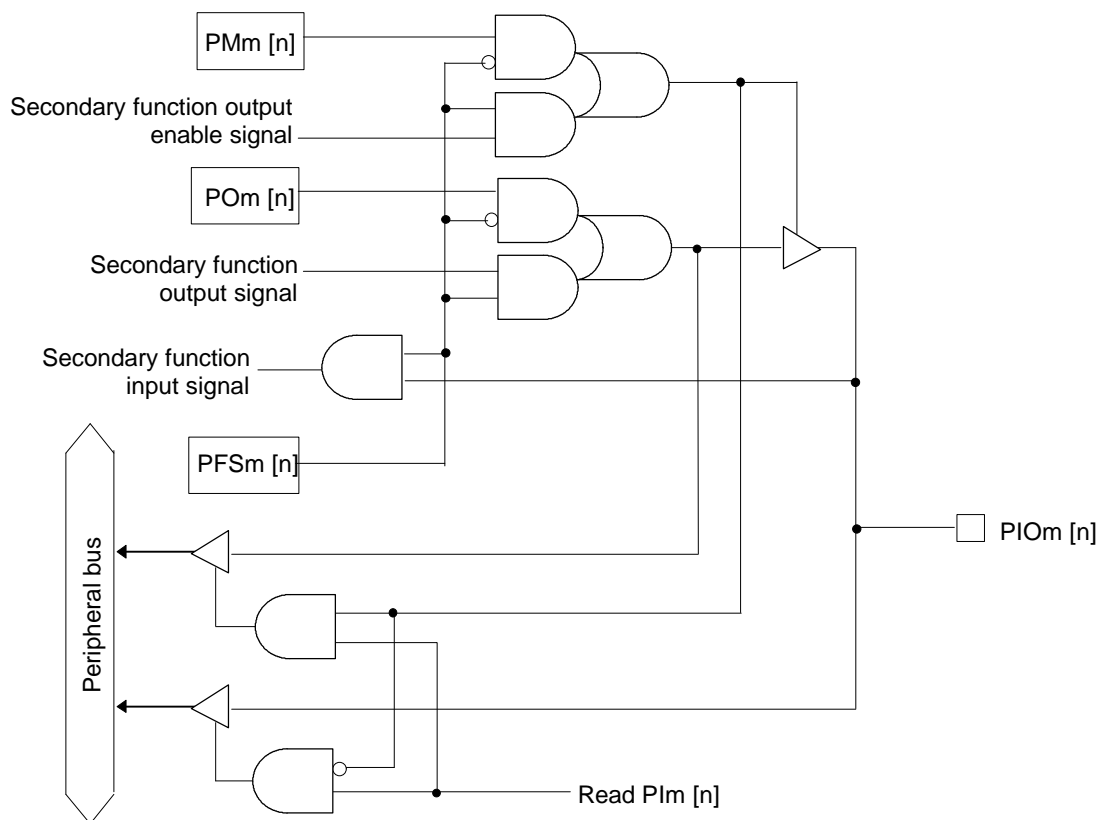 PMm [n]
Secondary function output
enable signal
POm [n]
Secondary function
output signal
Secondary function
input signal
PFSm [n]
PIOm [n]
Peripheral bus
Read PIm [n]